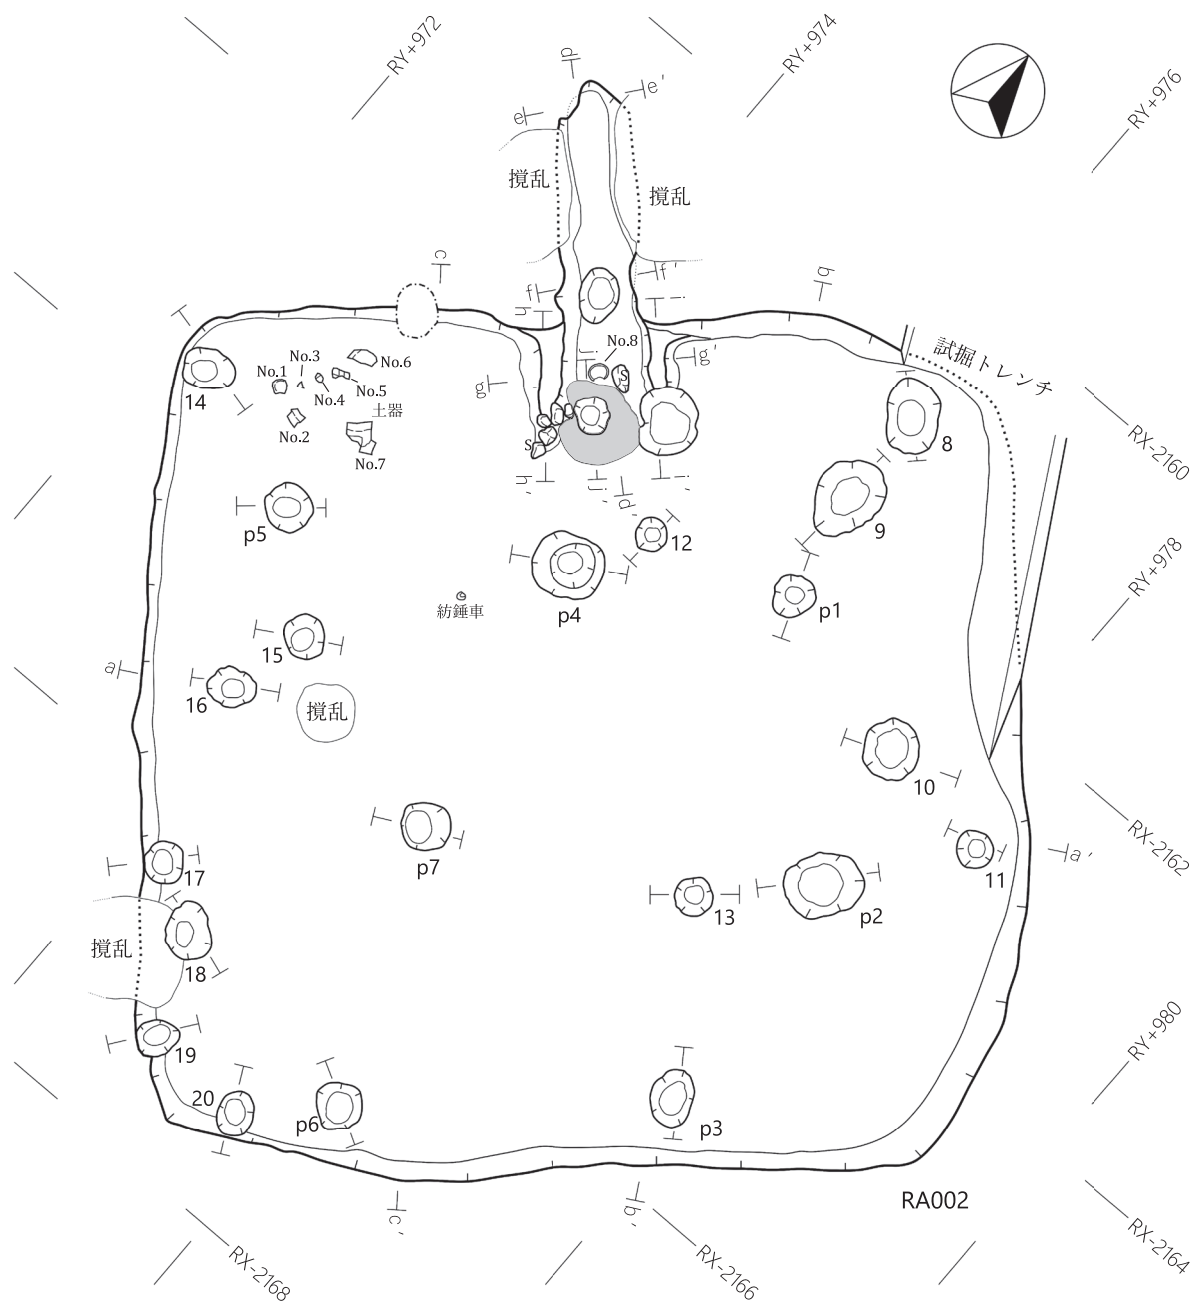 RY+972
RY+974
RY+976
d
e
e'
撹乱
撹乱
c
b
f
f'
h
i
試掘トレンチ
No.8
j
g'
g
S
No.3
No.6
No.1
No.4
No.5
14
土器
No.2
No.7
S
8
RX-2160
h'
j'
d'
i'
p5
12
9
p4
p1
RY+978
紡錘車
15
a
16
撹乱
10
p7
a'
RX-2162
17
11
13
p2
撹乱
18
19
RY+980
20
p6
p3
RA002
c'
b'
RX-2168
RX-2166
RX-2164